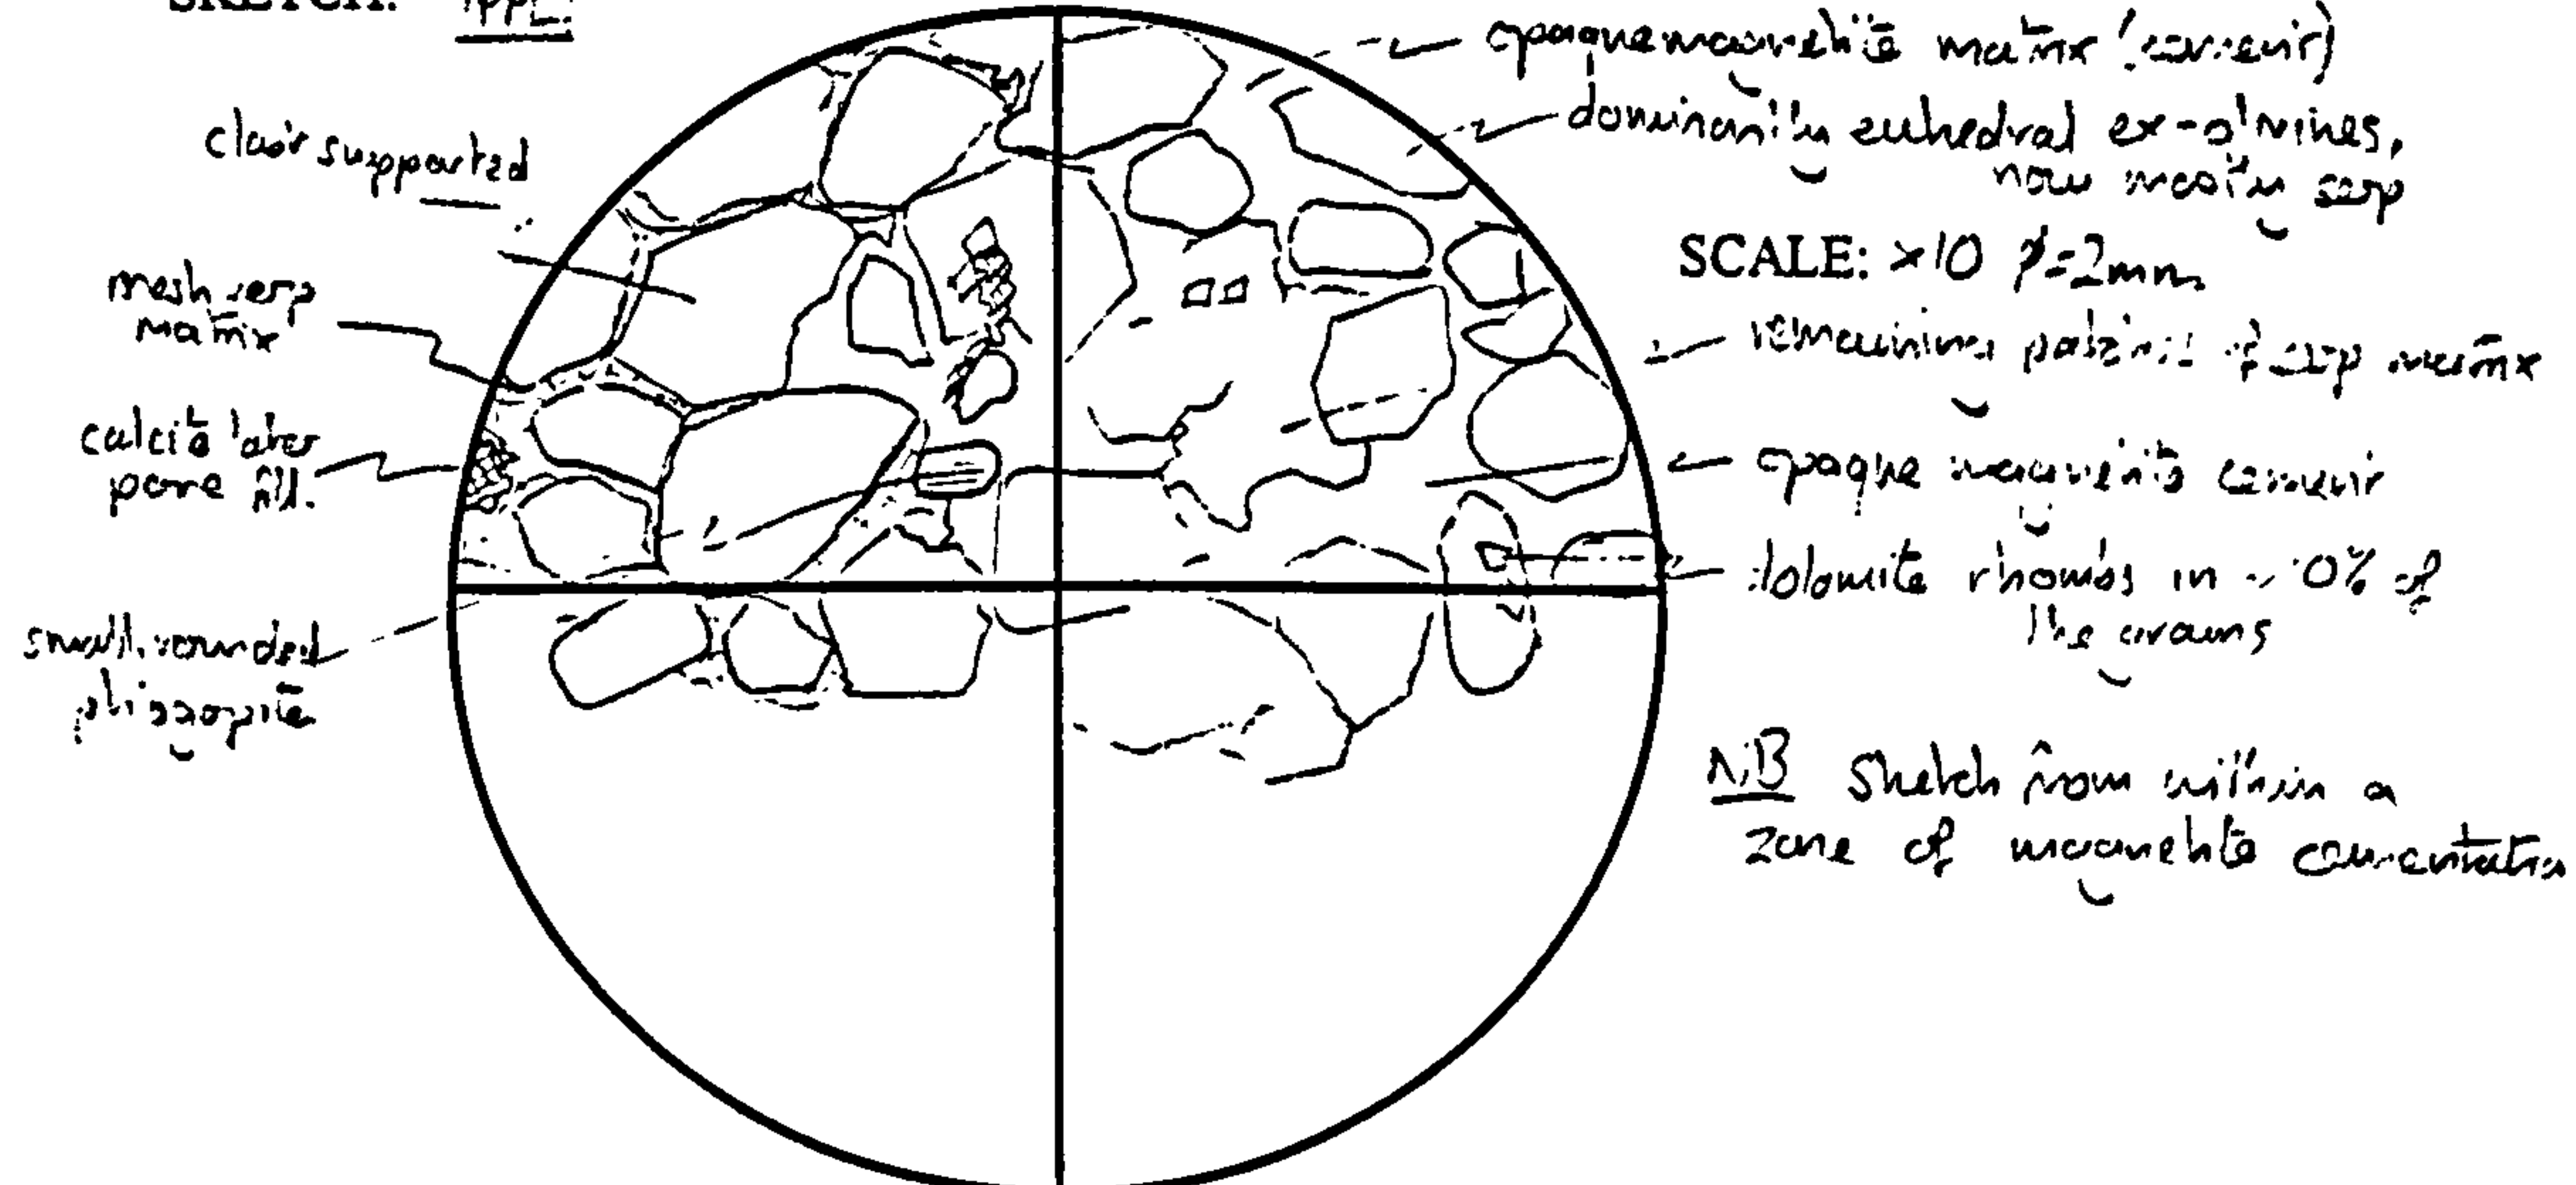 SKETCH: PPL
opaque magnetite matrix (cement)
dominantly euhedral ex-olivines,
now mostly serp
clast supported
SCALE: x10 ø=2mm
mesh serp
matrix
remaining patches of serp matrix
calcite later
pore fill.
opaque magnetite cement
dolomite rhombs in of
the grains
small, rounded
phlogopite
NB Sketch from within a
zone of magnetite cementation